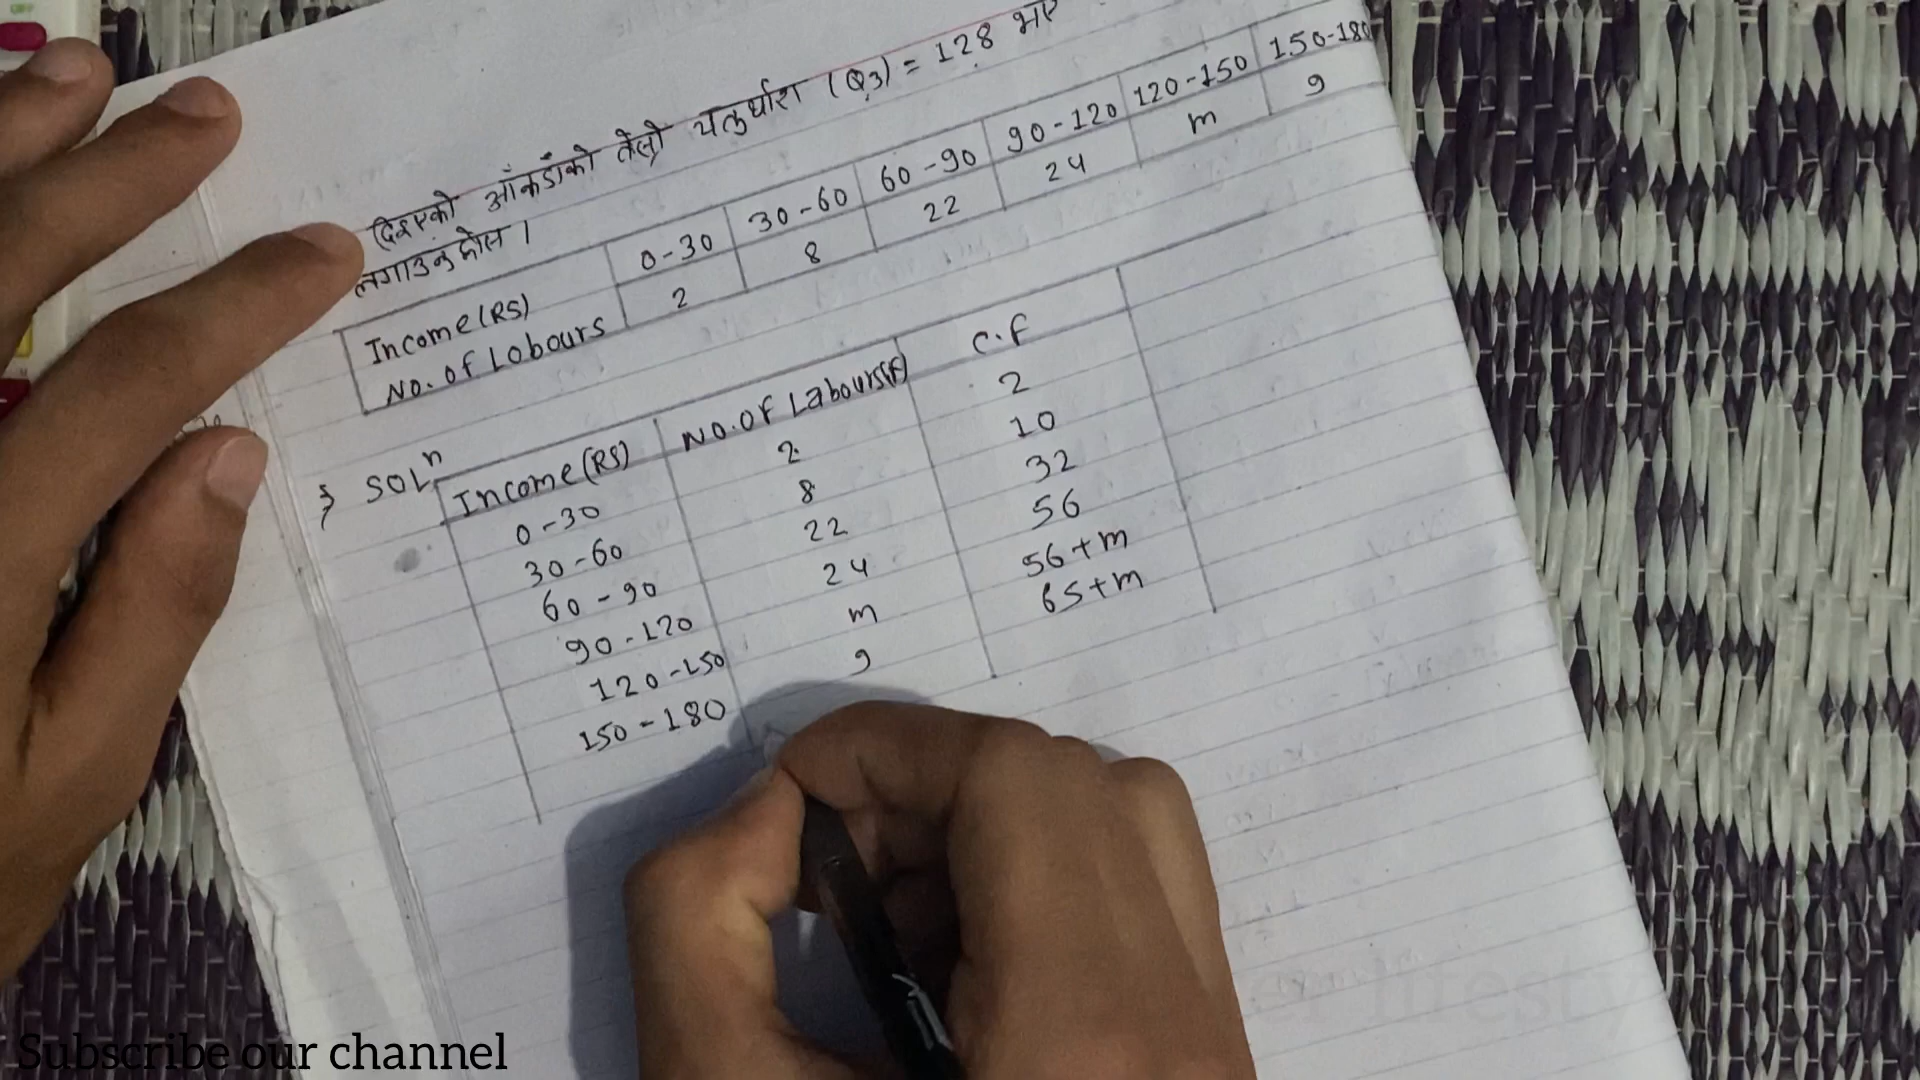 दिइएको आँकडाको तेस्रो चतुर्थांश (Q3) = 128 भए
लगाउनुहोस ।
Income (RS) 0-30 30-60 60-90 90-120 120-150 150-180
No. of Lobours 2 8 22 24 m 9
SOLⁿ
Income (RS) NO. OF Labours(f) C.F
0-30 2 2
30-60 8 10
60-90 22 32
90-120 24 56
120-150 m 56+m
150-180 9 65+m
Subscribe our channel